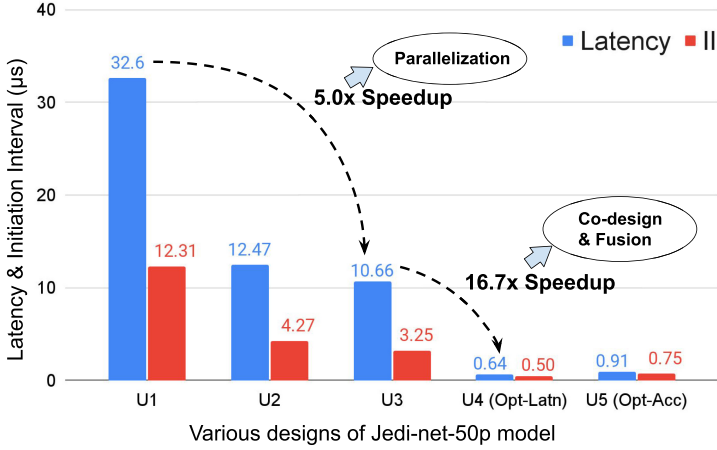 40
Latency II
Parallelization
32.6
5.0x Speedup
30
Latency & Initiation Interval (μs)
20
Co-design
& Fusion
12.31
12.47
10.66
16.7x Speedup
10
4.27
3.25
0.64
0.50
0.91
0.75
0
U1 U2 U3 U4 (Opt-Latn) U5 (Opt-Acc)
Various designs of Jedi-net-50p model